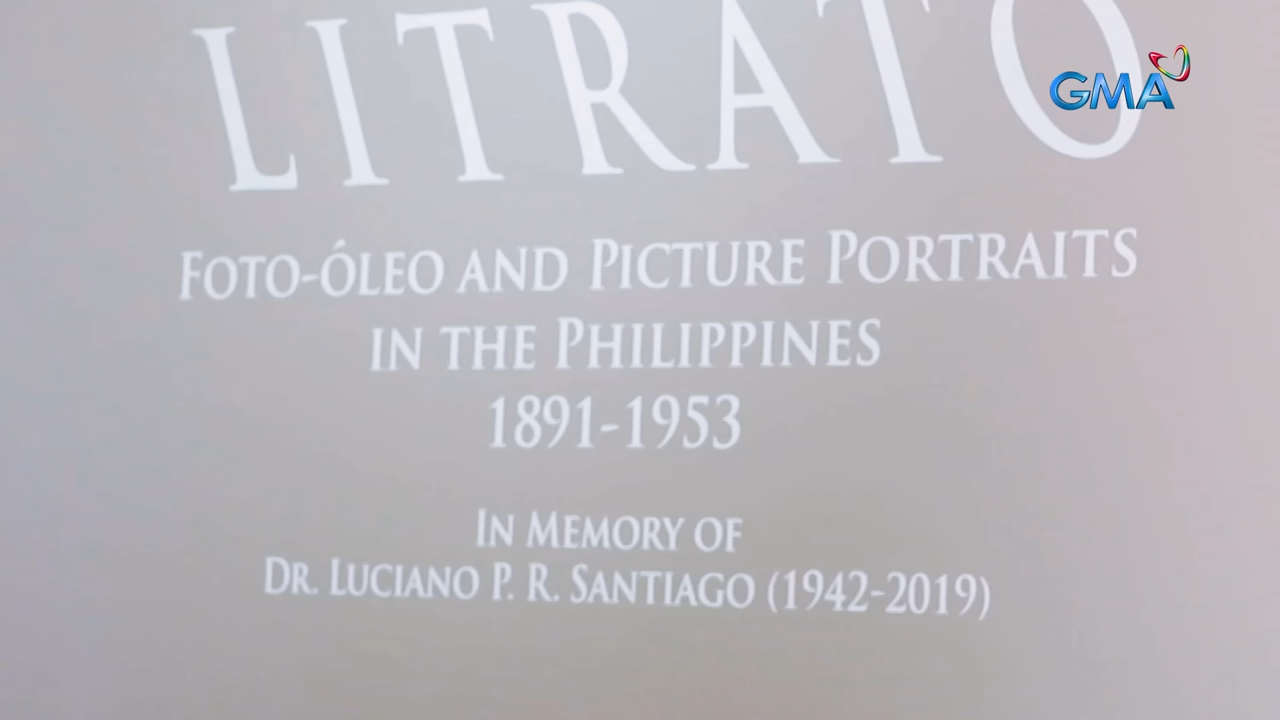 LITRATO
GMA
FOTO-ÓLEO AND PICTURE PORTRAITS
IN THE PHILIPPINES
1891-1953
IN MEMORY OF
DR. LUCIANO P. R. SANTIAGO (1942-2019)